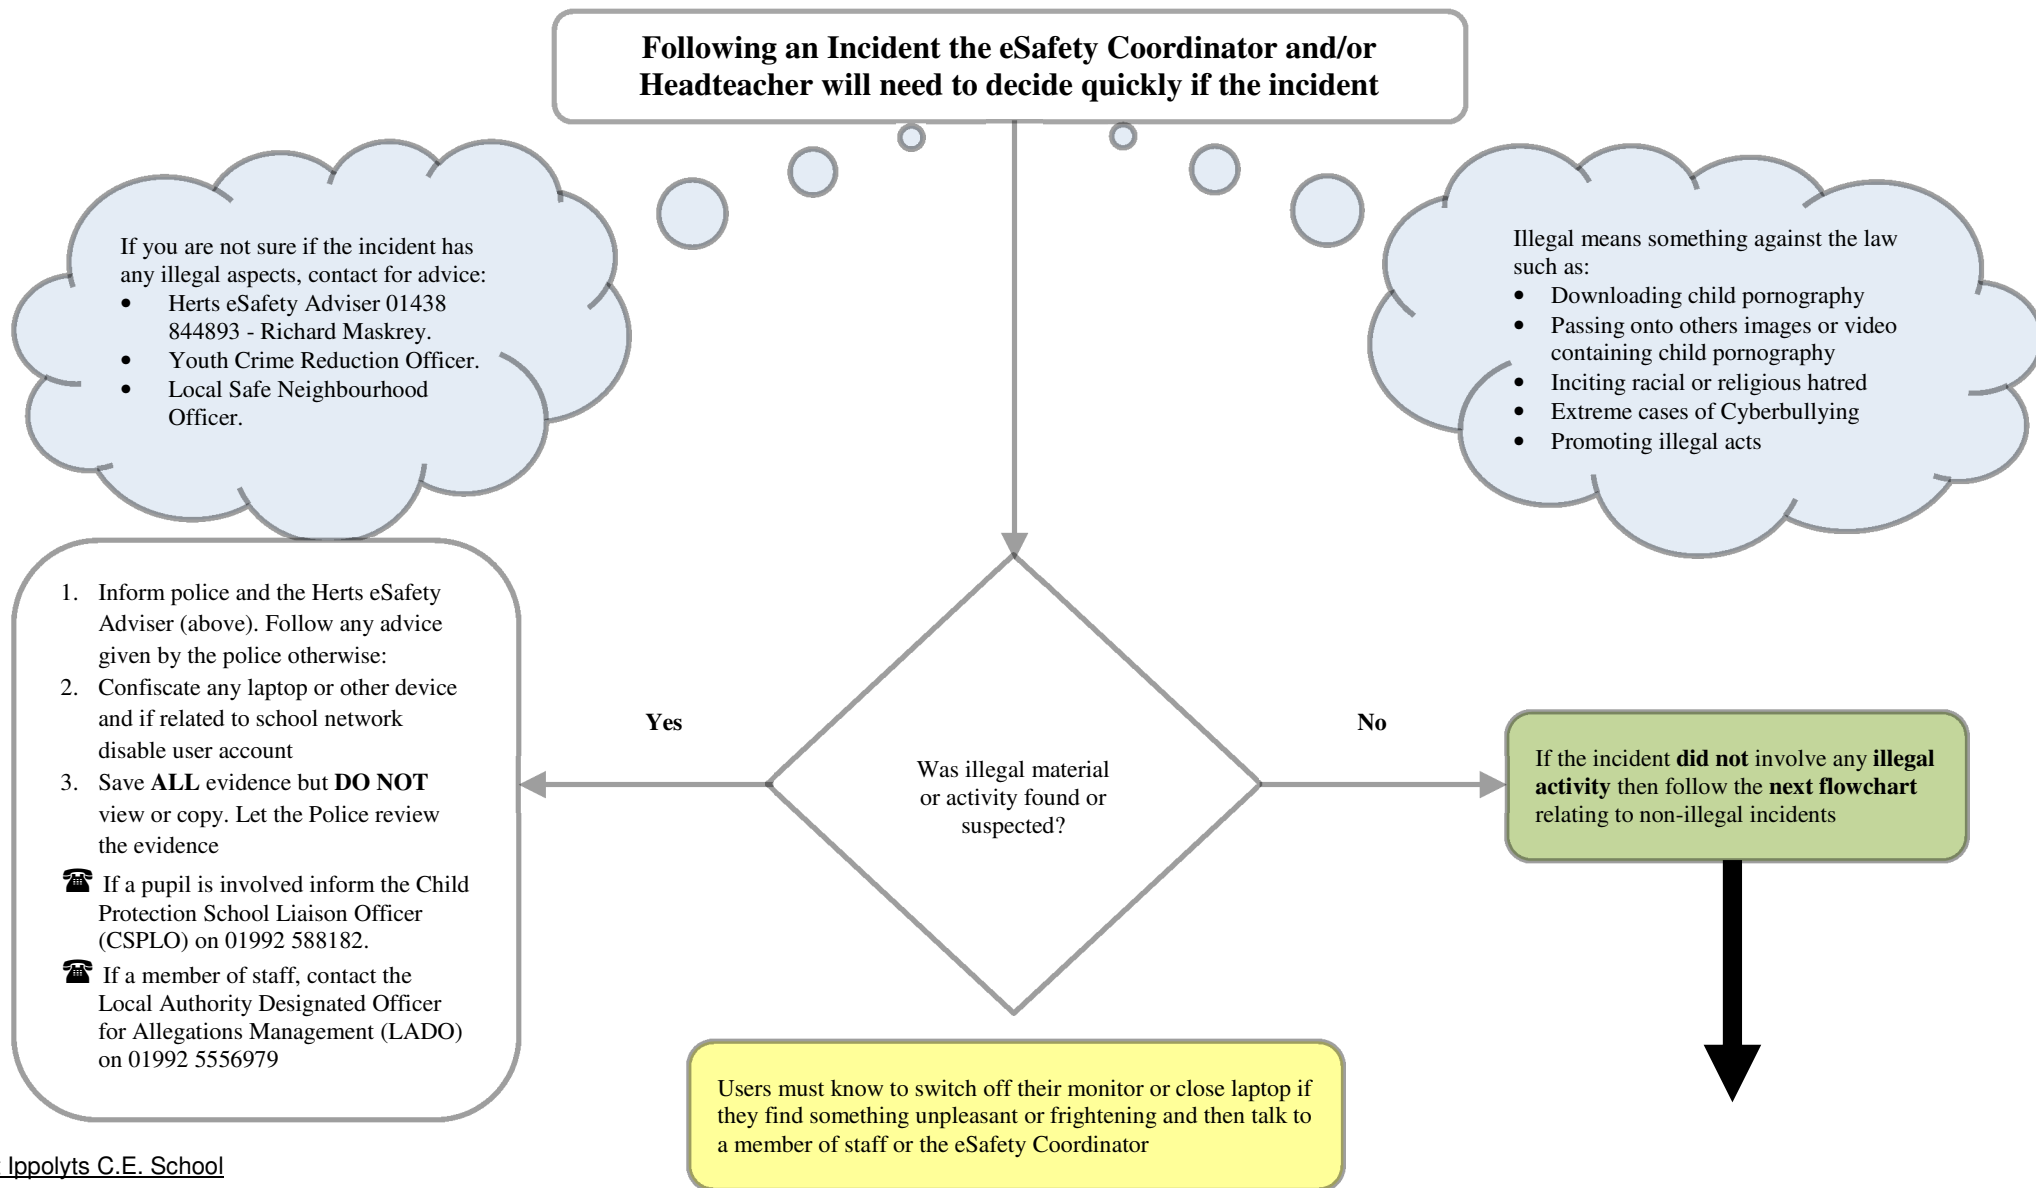 Following an Incident the eSafety Coordinator and/or
Headteacher will need to decide quickly if the incident
If you are not sure if the incident has
any illegal aspects, contact for advice:
• Herts eSafety Adviser 01438
844893 - Richard Maskrey.
• Youth Crime Reduction Officer.
• Local Safe Neighbourhood
Officer.
Illegal means something against the law
such as:
• Downloading child pornography
• Passing onto others images or video
containing child pornography
• Inciting racial or religious hatred
• Extreme cases of Cyberbullying
• Promoting illegal acts
1. Inform police and the Herts eSafety
Adviser (above). Follow any advice
given by the police otherwise:
2. Confiscate any laptop or other device
and if related to school network
disable user account
3. Save ALL evidence but DO NOT
view or copy. Let the Police review
the evidence
☎ If a pupil is involved inform the Child
Protection School Liaison Officer
(CSPLO) on 01992 588182.
☎ If a member of staff, contact the
Local Authority Designated Officer
for Allegations Management (LADO)
on 01992 5556979
Yes
Was illegal material
or activity found or
suspected?
No
If the incident did not involve any illegal
activity then follow the next flowchart
relating to non-illegal incidents
Users must know to switch off their monitor or close laptop if
they find something unpleasant or frightening and then talk to
a member of staff or the eSafety Coordinator
Ippolyts C.E. School